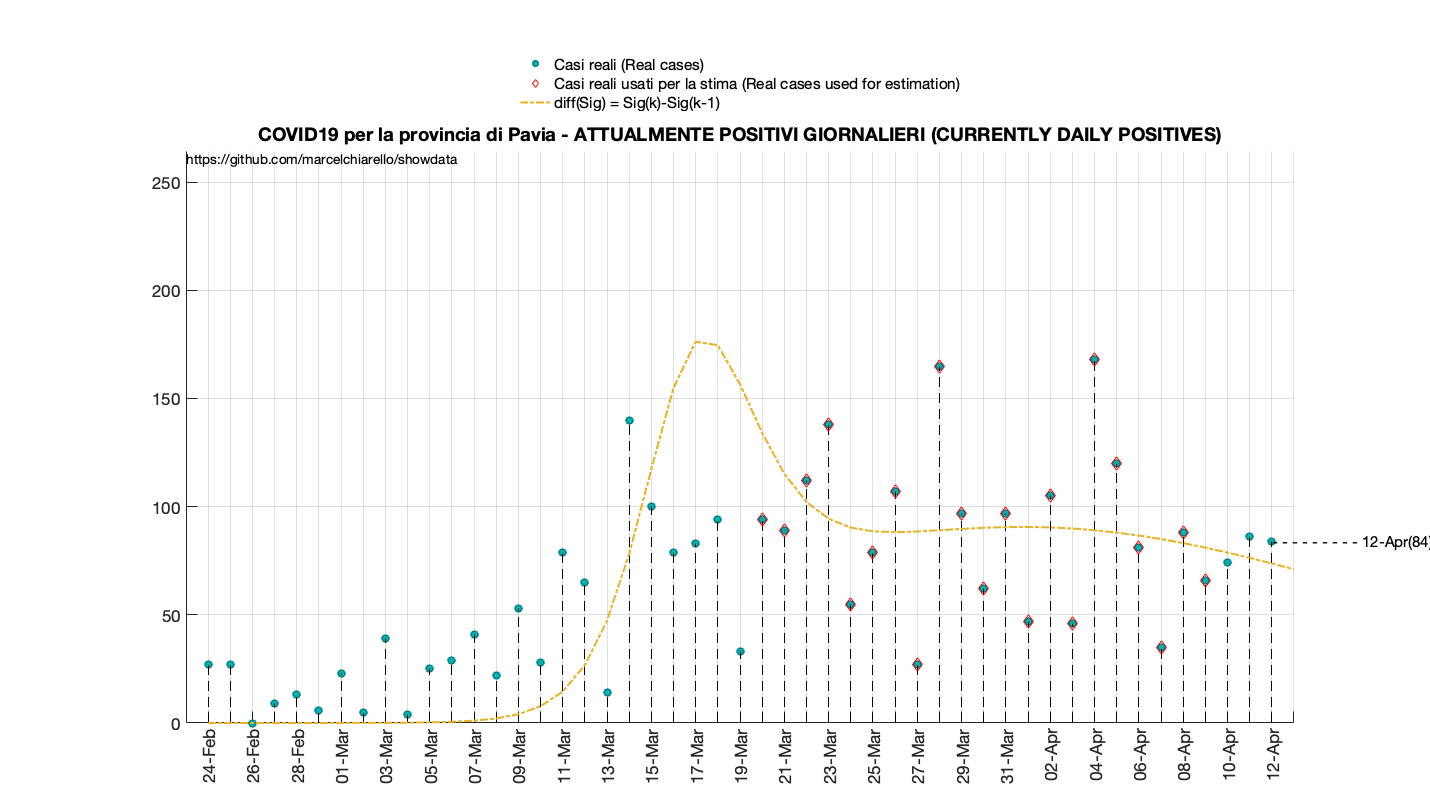 Casi reali (Real cases)
Casi reali usati per la stima (Real cases used for estimation)
diff(Sig) = Sig(k)-Sig(k-1)
COVID19 per la provincia di Pavia - ATTUALMENTE POSITIVI GIORNALIERI (CURRENTLY DAILY POSITIVES)
https://github.com/marcelchiarello/showdata
250
200
150
100
50
0
12-Apr(84)
24-Feb
26-Feb
28-Feb
01-Mar
03-Mar
05-Mar
07-Mar
09-Mar
11-Mar
13-Mar
15-Mar
17-Mar
19-Mar
21-Mar
23-Mar
25-Mar
27-Mar
29-Mar
31-Mar
02-Apr
04-Apr
06-Apr
08-Apr
10-Apr
12-Apr